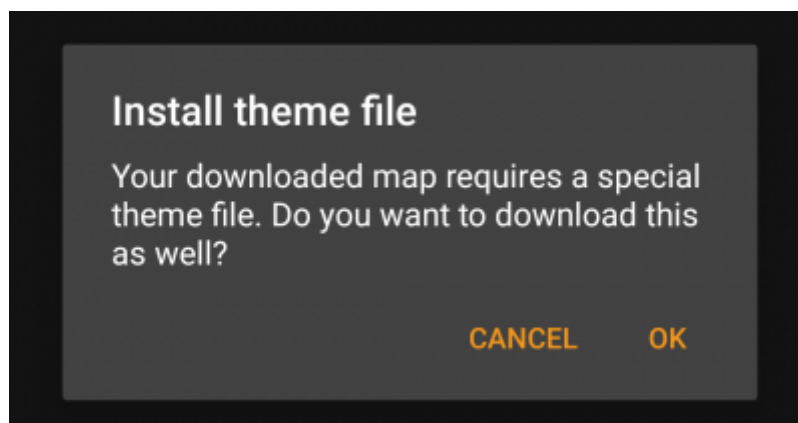 Install theme file
Your downloaded map requires a special
theme file. Do you want to download this
as well?
CANCEL OK